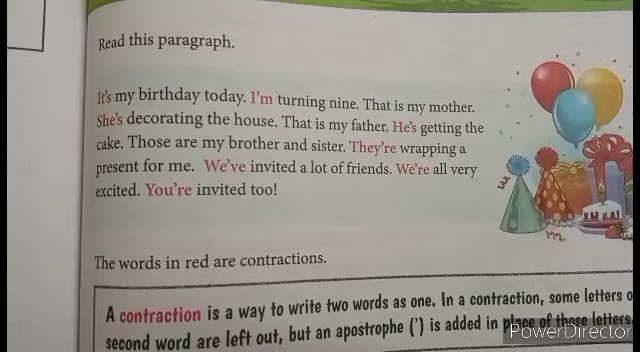 Read this paragraph.
It's my birthday today. I'm turning nine. That is my mother.
She's decorating the house. That is my father. He's getting the
cake. Those are my brother and sister. They're wrapping a
present for me. We've invited a lot of friends. We're all very
excited. You're invited too!
The words in red are contractions.
A contraction is a way to write two words as one. In a contraction, some letters o
second word are left out, but an apostrophe (') is added in place of those letters.
PowerDirector